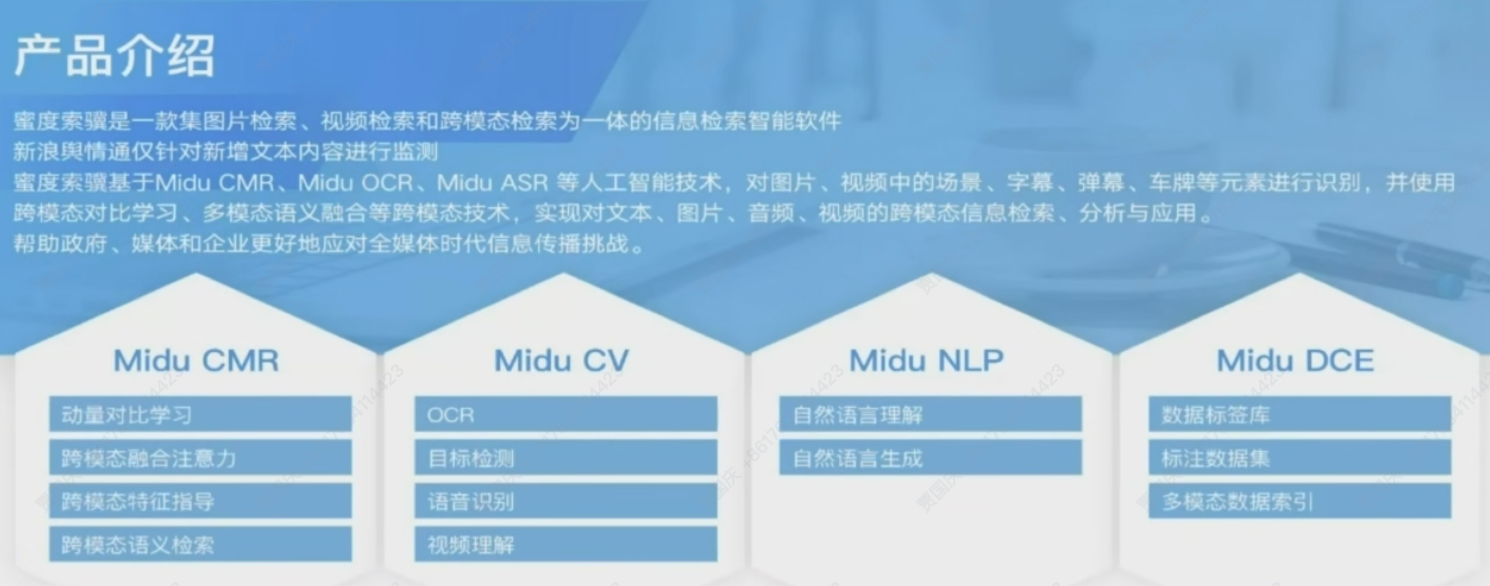 产品介绍
蜜度索骥是一款集图片检索、视频检索和跨模态检索为一体的信息检索智能软件
新浪舆情通仅针对新增文本内容进行监测
蜜度索骥基于Midu CMR、Midu OCR、Midu ASR 等人工智能技术，对图片、视频中的场景、字幕、弹幕、车牌等元素进行识别，并使用
跨模态对比学习、多模态语义融合等跨模态技术，实现对文本、图片、音频、视频的跨模态信息检索、分析与应用。
帮助政府、媒体和企业更好地应对全媒体时代信息传播挑战。
Midu CMR
动量对比学习
跨模态融合注意力
跨模态特征指导
跨模态语义检索
Midu CV
OCR
目标检测
语音识别
视频理解
Midu NLP
自然语言理解
自然语言生成
Midu DCE
数据标签库
标注数据集
多模态数据索引